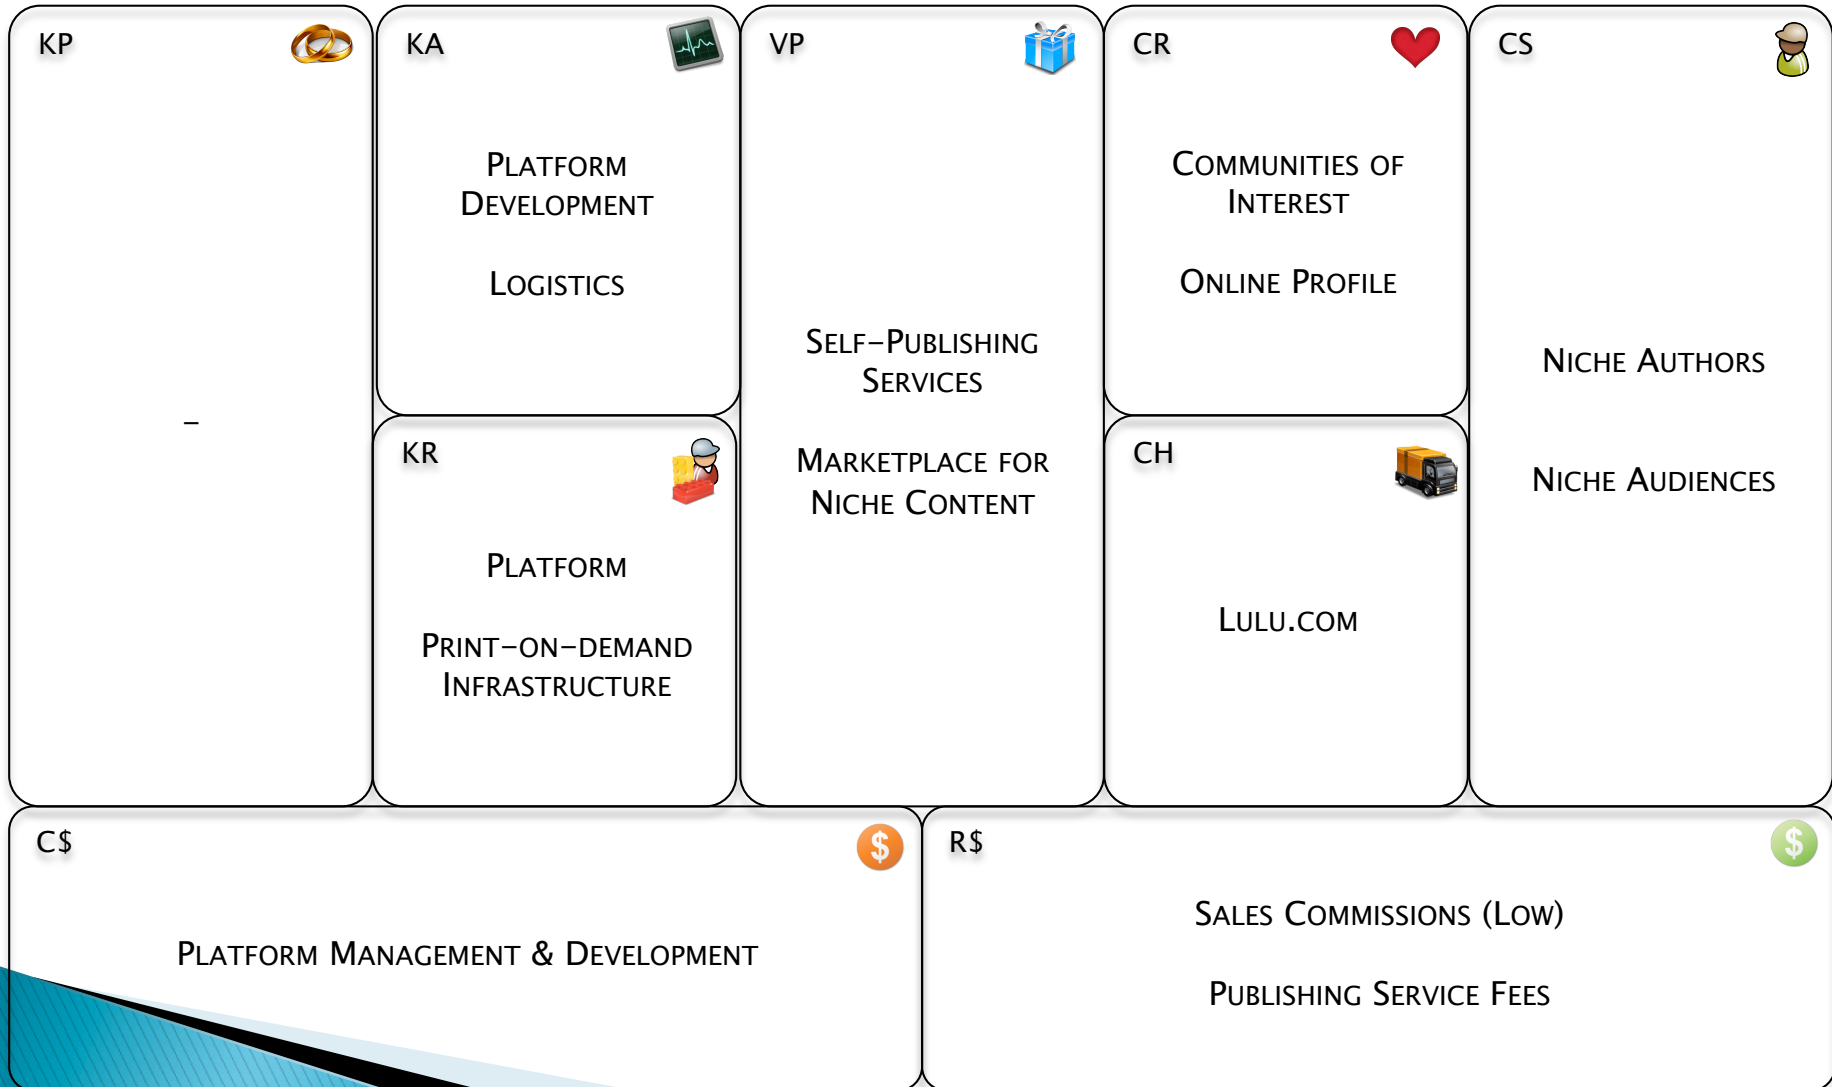 KP
–
KA
Platform
Development
Logistics
KR
Platform
Print-on-demand
Infrastructure
VP
Self-Publishing
Services
Marketplace for
Niche Content
CR
Communities of
Interest
Online Profile
CH
Lulu.com
CS
Niche Authors
Niche Audiences
C$
$
Platform Management & Development
R$
$
Sales Commissions (Low)
Publishing Service Fees